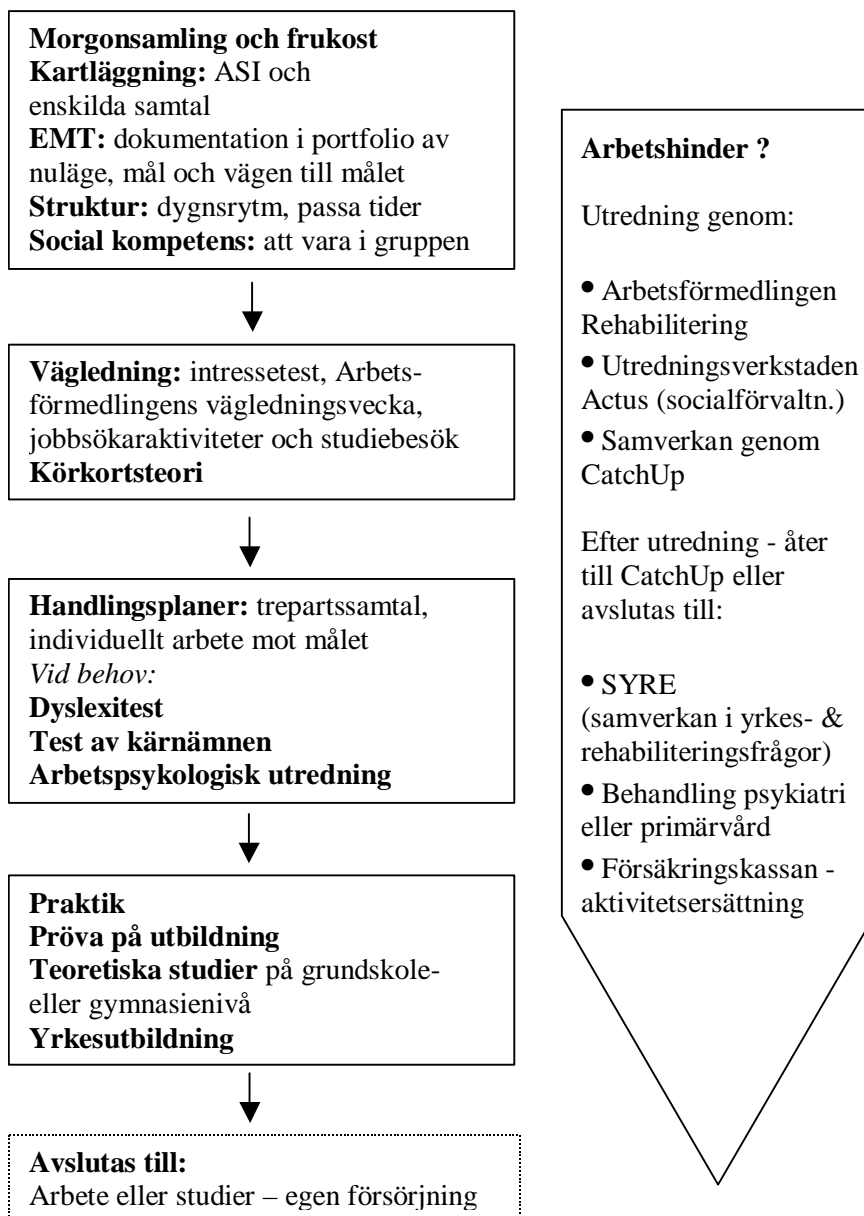 Morgonsamling och frukost
Kartläggning: ASI och
enskilda samtal
EMT: dokumentation i portfolio av
nuläge, mål och vägen till målet
Struktur: dygnsrytm, passa tider
Social kompetens: att vara i gruppen
Vägledning: intressetest, Arbets-
förmedlingens vägledningsvecka,
jobbsökaraktiviteter och studiebesök
Körkortsteori
Handlingsplaner: trepartssamtal,
individuellt arbete mot målet
Vid behov:
Dyslexitest
Test av kärnämnen
Arbetspsykologisk utredning
Praktik
Pröva på utbildning
Teoretiska studier på grundskole-
eller gymnasienivå
Yrkesutbildning
Avslutas till:
Arbete eller studier – egen försörjning
Arbetshinder ?
Utredning genom:
• Arbetsförmedlingen
Rehabilitering
• Utredningsverkstaden
Actus (socialförvaltn.)
• Samverkan genom
CatchUp
Efter utredning - åter
till CatchUp eller
avslutas till:
• SYRE
(samverkan i yrkes- &
rehabiliteringsfrågor)
• Behandling psykiatri
eller primärvård
• Försäkringskassan -
aktivitetsersättning